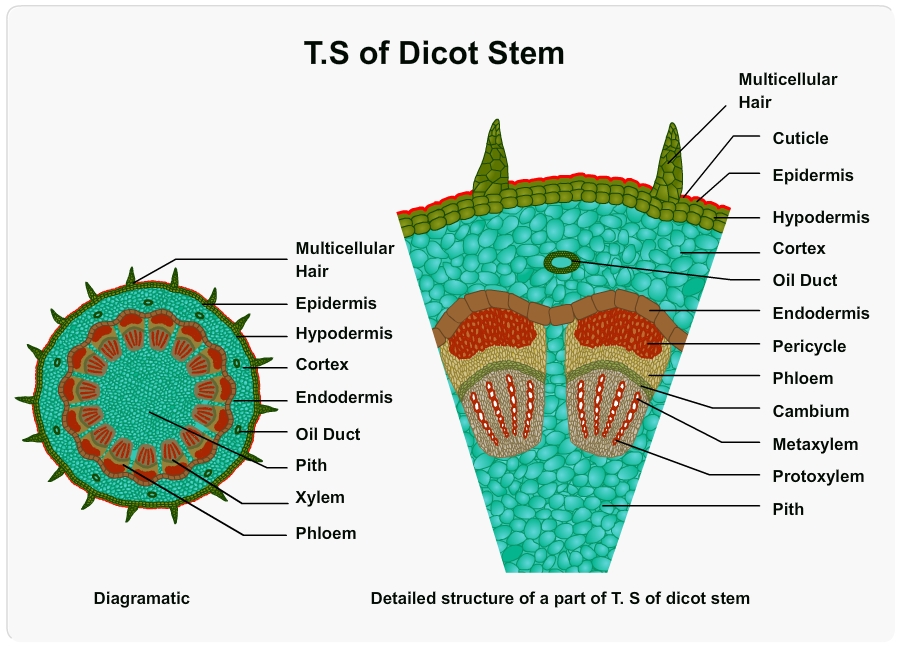 T.S of Dicot Stem
Multicellular
Hair
Epidermis
Hypodermis
Cortex
Endodermis
Oil Duct
Pith
Xylem
Phloem
Diagramatic
Multicellular
Hair
Cuticle
Epidermis
Hypodermis
Cortex
Oil Duct
Endodermis
Pericycle
Phloem
Cambium
Metaxylem
Protoxylem
Pith
Detailed structure of a part of T. S of dicot stem